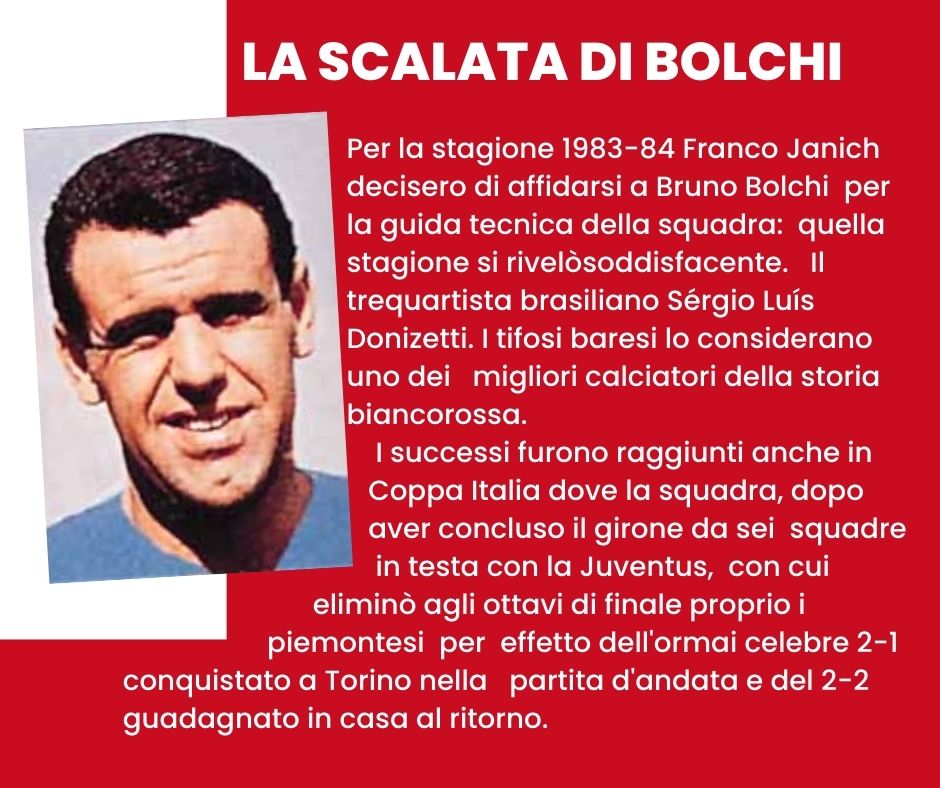 LA SCALATA DI BOLCHI
Per la stagione 1983-84 Franco Janich
decisero di affidarsi a Bruno Bolchi per
la guida tecnica della squadra: quella
stagione si rivelòsoddisfacente. Il
trequartista brasiliano Sérgio Luís
Donizetti. I tifosi baresi lo considerano
uno dei migliori calciatori della storia
biancorossa.
I successi furono raggiunti anche in
Coppa Italia dove la squadra, dopo
aver concluso il girone da sei squadre
in testa con la Juventus, con cui
eliminò agli ottavi di finale proprio i
piemontesi per effetto dell'ormai celebre 2-1
conquistato a Torino nella partita d'andata e del 2-2
guadagnato in casa al ritorno.